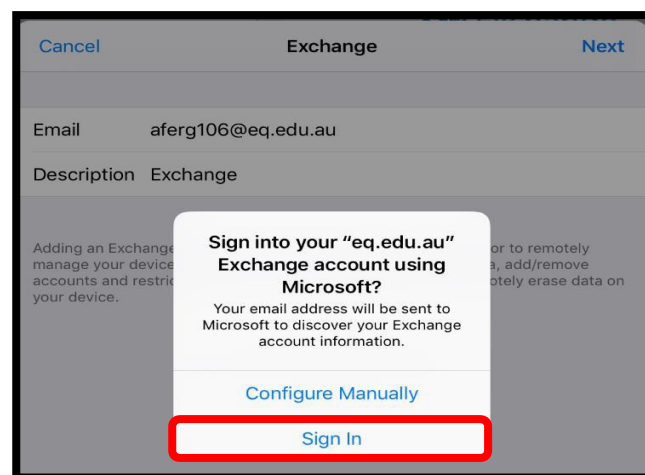 Cancel Exchange Next
Email aferg106@eq.edu.au
Description Exchange
Sign into your “eq.edu.au”
Exchange account using
Microsoft?
Your email address will be sent to
Microsoft to discover your Exchange
account information.
Configure Manually
Sign In
Adding an Exchange or to remotely
manage your device a, add/remove
accounts and otely erase data on
your device.